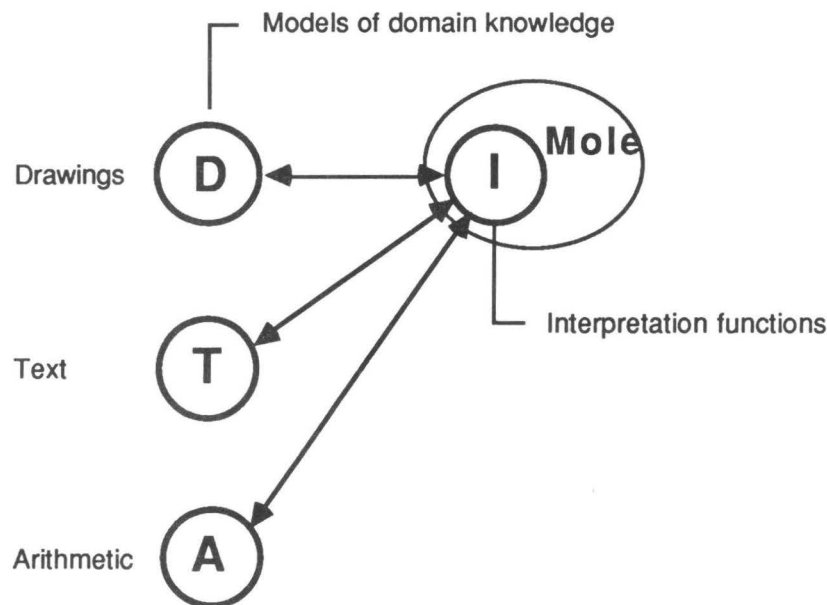 Models of domain knowledge
Drawings
D
I
Mole
Interpretation functions
Text
T
Arithmetic
A